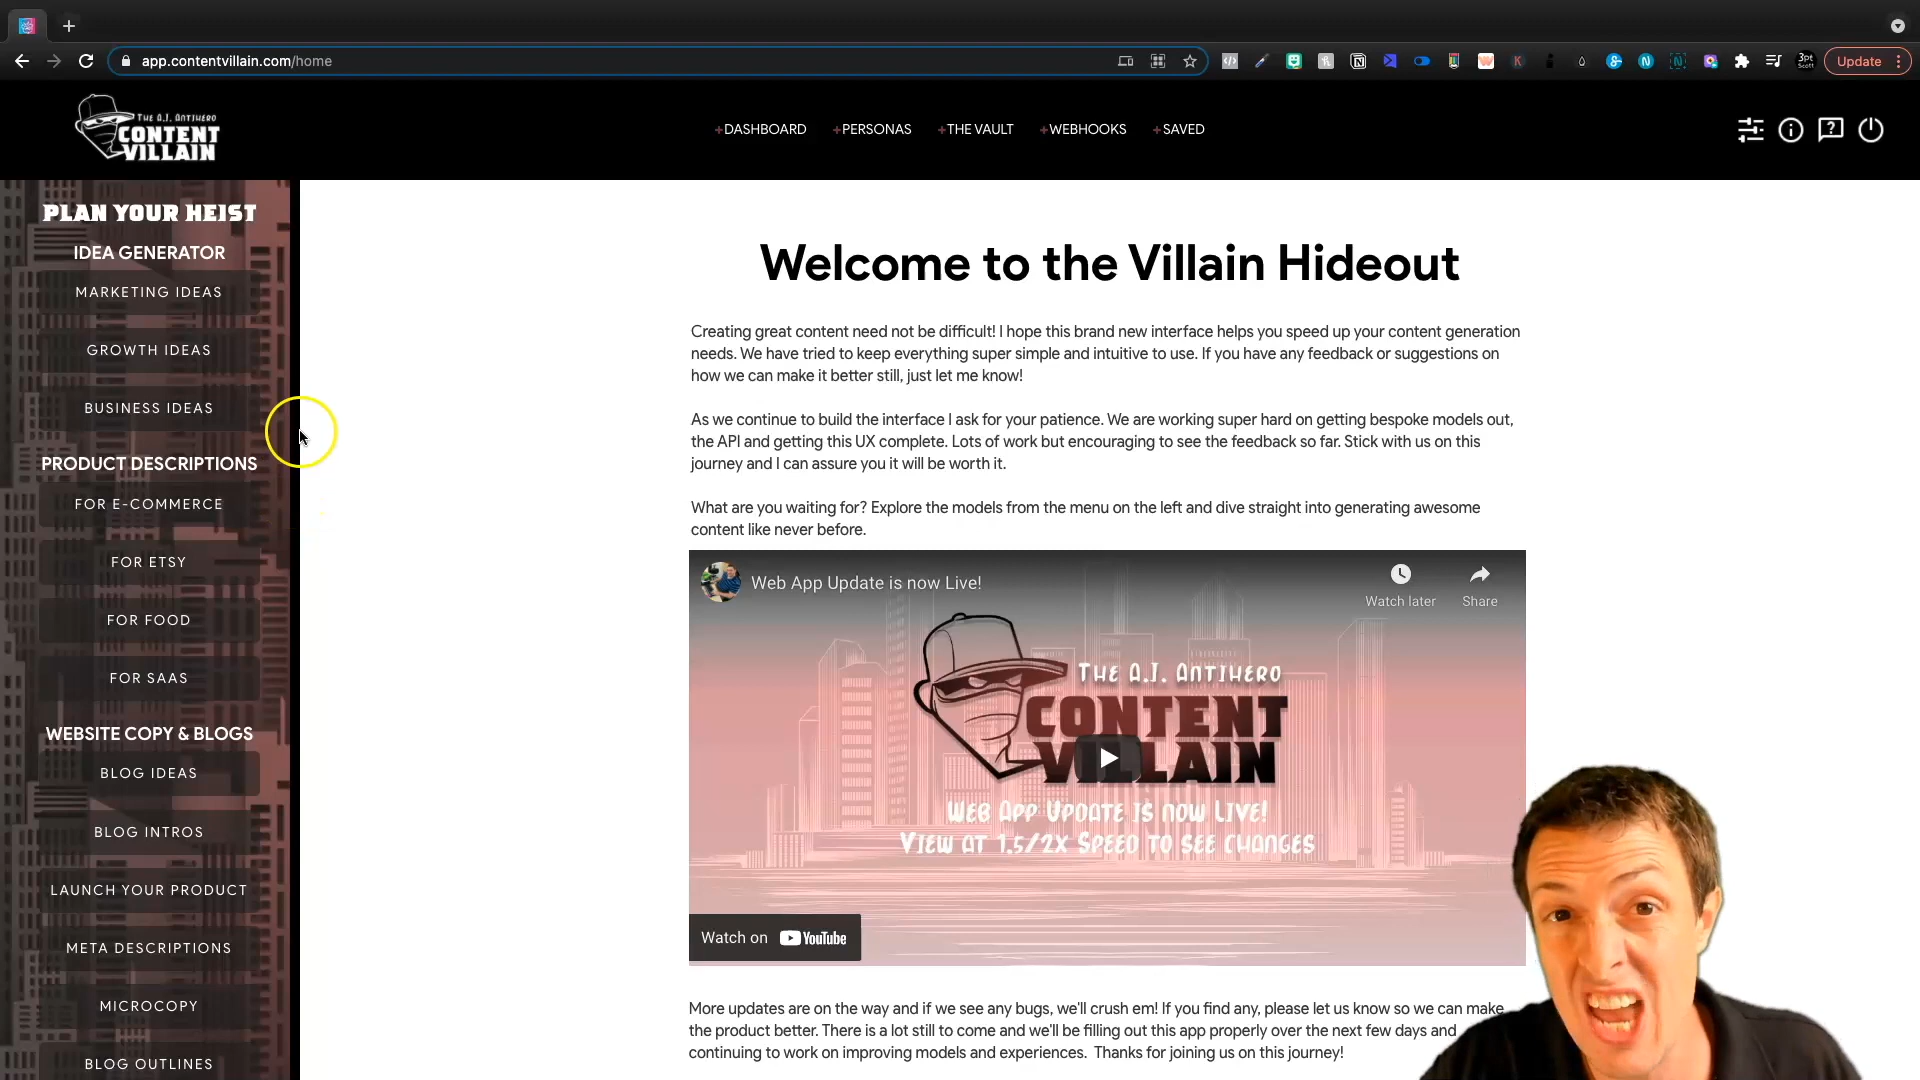 app.contentvillain.com/home
Update
THE A.I. ANTIHERO
CONTENT
VILLAIN
+DASHBOARD +PERSONAS +THE VAULT +WEBHOOKS +SAVED
PLAN YOUR HEIST
IDEA GENERATOR
MARKETING IDEAS
GROWTH IDEAS
BUSINESS IDEAS
PRODUCT DESCRIPTIONS
FOR E-COMMERCE
FOR ETSY
FOR FOOD
FOR SAAS
WEBSITE COPY & BLOGS
BLOG IDEAS
BLOG INTROS
LAUNCH YOUR PRODUCT
META DESCRIPTIONS
MICROCOPY
BLOG OUTLINES
Welcome to the Villain Hideout
Creating great content need not be difficult! I hope this brand new interface helps you speed up your content generation
needs. We have tried to keep everything super simple and intuitive to use. If you have any feedback or suggestions on
how we can make it better still, just let me know!
As we continue to build the interface I ask for your patience. We are working super hard on getting bespoke models out,
the API and getting this UX complete. Lots of work but encouraging to see the feedback so far. Stick with us on this
journey and I can assure you it will be worth it.
What are you waiting for? Explore the models from the menu on the left and dive straight into generating awesome
content like never before.
Web App Update is now Live!
Watch later
Share
THE A.I. ANTIHERO
CONTENT
VILLAIN
WEB APP UPDATE IS NOW LIVE!
VIEW AT 1.5/2X SPEED TO SEE CHANGES
Watch on YouTube
More updates are on the way and if we see any bugs, we'll crush em! If you find any, please let us know so we can make
the product better. There is a lot still to come and we'll be filling out this app properly over the next few days and
continuing to work on improving models and experiences. Thanks for joining us on this journey!